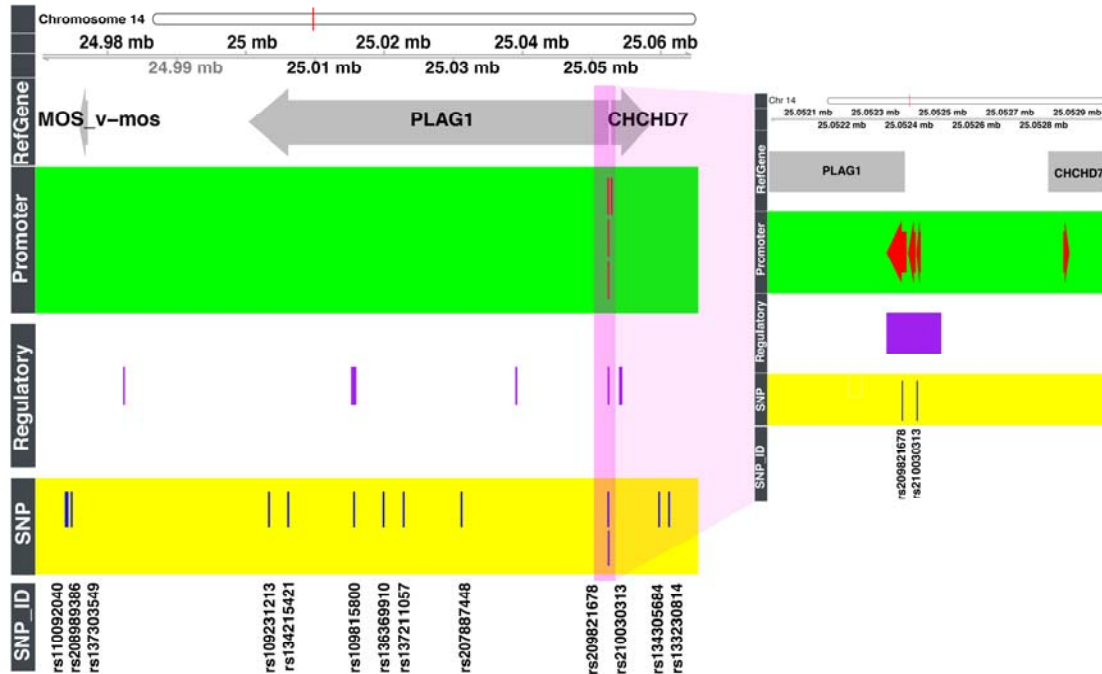 Chromosome 14
24.98 mb 25 mb 25.02 mb 25.04 mb 25.06 mb
24.99 mb 25.01 mb 25.03 mb 25.05 mb
RefGene
MOS_v-mos PLAG1 CHCHD7
Promoter
Regulatory
SNP
SNP_ID
rs110092040
rs208989386
rs137303549
rs109231213
rs134215421
rs109815800
rs136369910
rs137211057
rs207887448
rs209821678
rs210030313
rs134305684
rs133230814
Chr 14
25.0521 mb 25.0523 mb 25.0525 mb 25.0527 mb 25.0529 mb
25.0522 mb 25.0524 mb 25.0526 mb 25.0528 mb
RefGene
PLAG1 CHCHD7
Promoter
Regulatory
SNP
SNP_ID
rs209821678
rs210030313